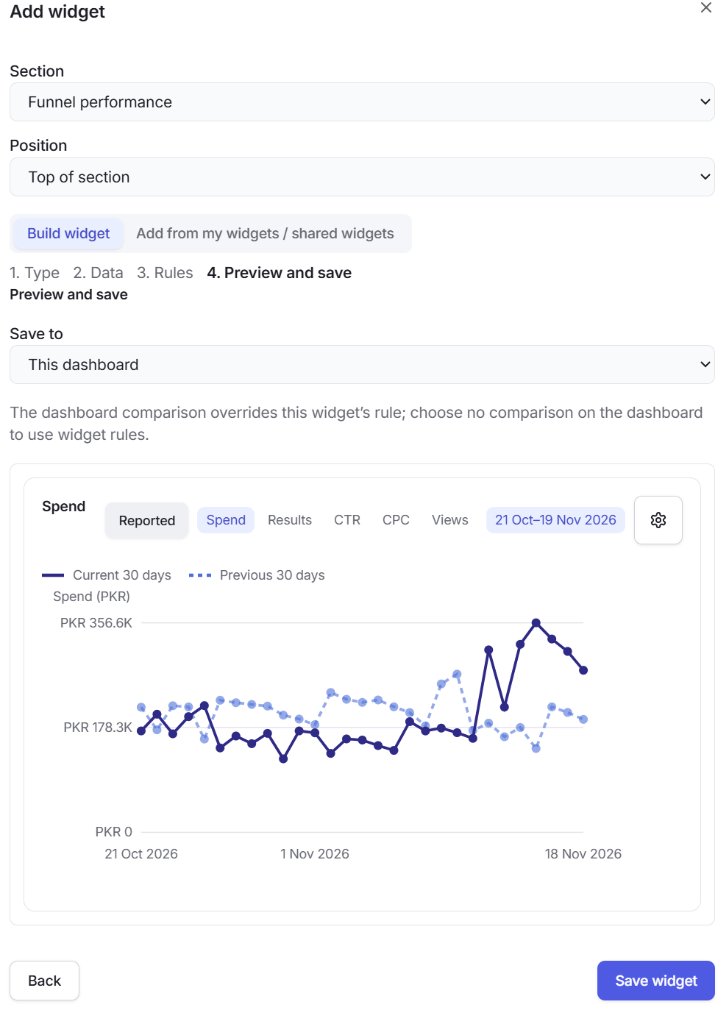 Add widget
Section
Funnel performance
Position
Top of section
Build widget Add from my widgets / shared widgets
1. Type 2. Data 3. Rules 4. Preview and save
Preview and save
Save to
This dashboard
The dashboard comparison overrides this widget’s rule; choose no comparison on the dashboard
to use widget rules.
Spend Reported Spend Results CTR CPC Views 21 Oct–19 Nov 2026
Current 30 days Previous 30 days
Spend (PKR)
PKR 356.6K
PKR 178.3K
PKR 0
21 Oct 2026 1 Nov 2026 18 Nov 2026
Back Save widget